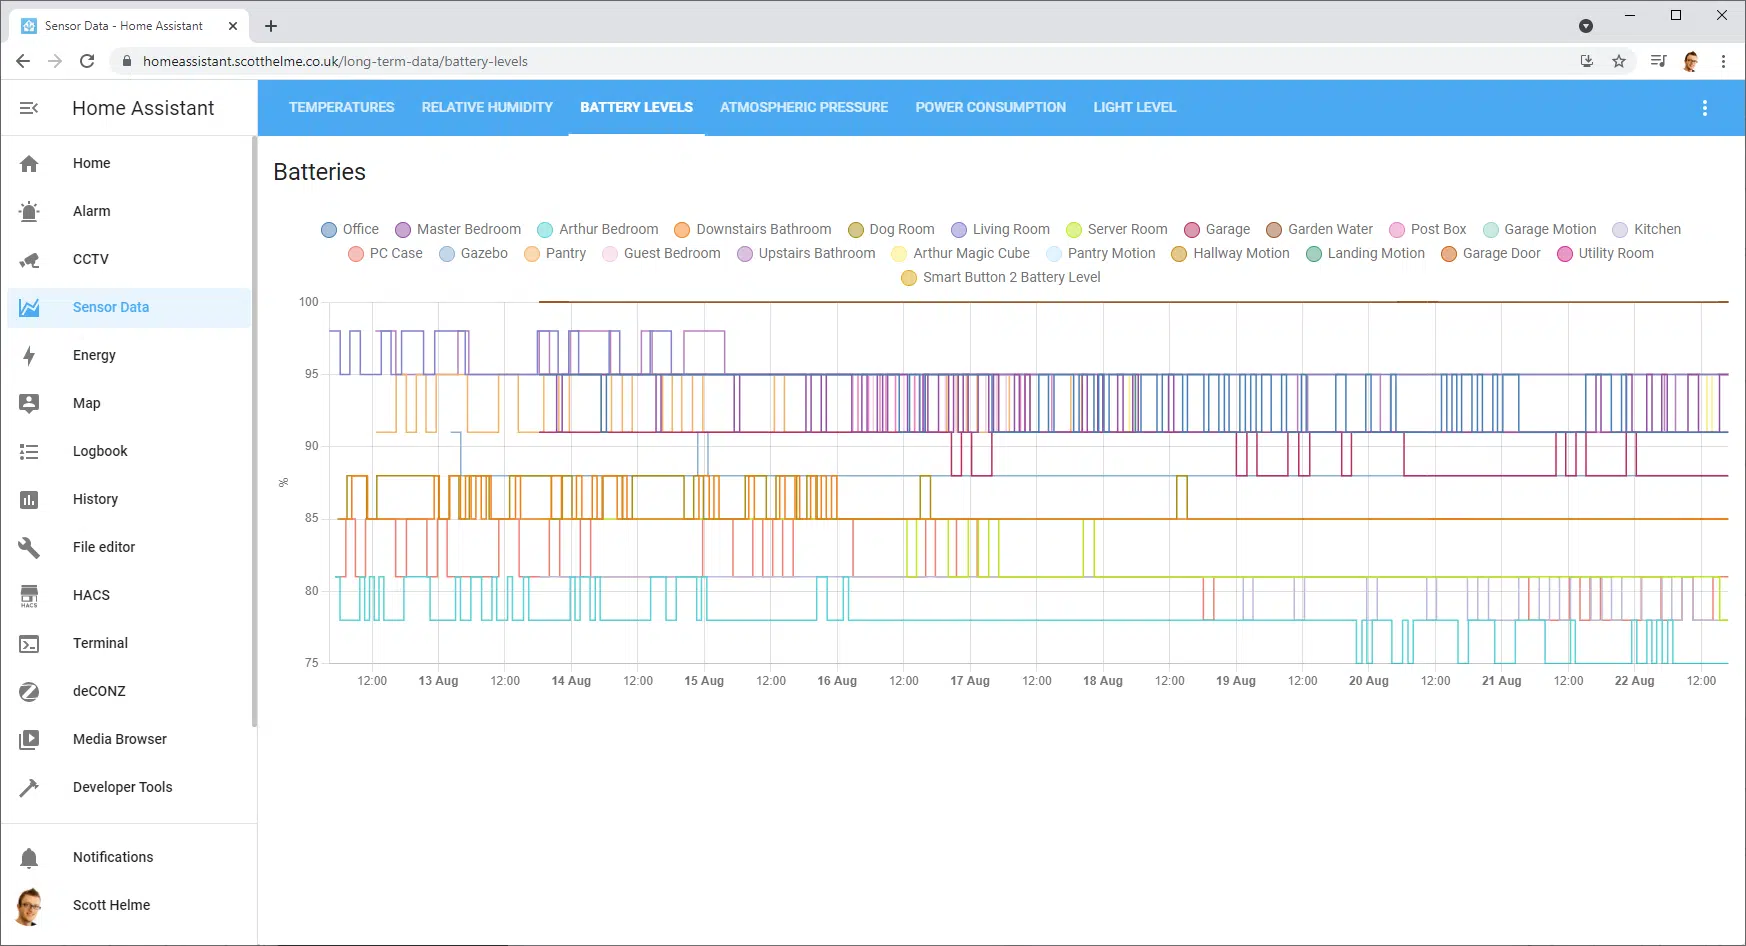 Sensor Data - Home Assistant
homeassistant.scotthelme.co.uk/long-term-data/battery-levels
Home Assistant
TEMPERATURES RELATIVE HUMIDITY BATTERY LEVELS ATMOSPHERIC PRESSURE POWER CONSUMPTION LIGHT LEVEL
Home
Alarm
CCTV
Sensor Data
Energy
Map
Logbook
History
File editor
HACS
HACS
Terminal
deCONZ
Media Browser
Developer Tools
Notifications
Scott Helme
Batteries
Office Master Bedroom Arthur Bedroom Downstairs Bathroom Dog Room Living Room Server Room Garage Garden Water Post Box Garage Motion Kitchen
PC Case Gazebo Pantry Guest Bedroom Upstairs Bathroom Arthur Magic Cube Pantry Motion Hallway Motion Landing Motion Garage Door Utility Room
Smart Button 2 Battery Level
100
95
90
%
85
80
75
12:00 13 Aug 12:00 14 Aug 12:00 15 Aug 12:00 16 Aug 12:00 17 Aug 12:00 18 Aug 12:00 19 Aug 12:00 20 Aug 12:00 21 Aug 12:00 22 Aug 12:00